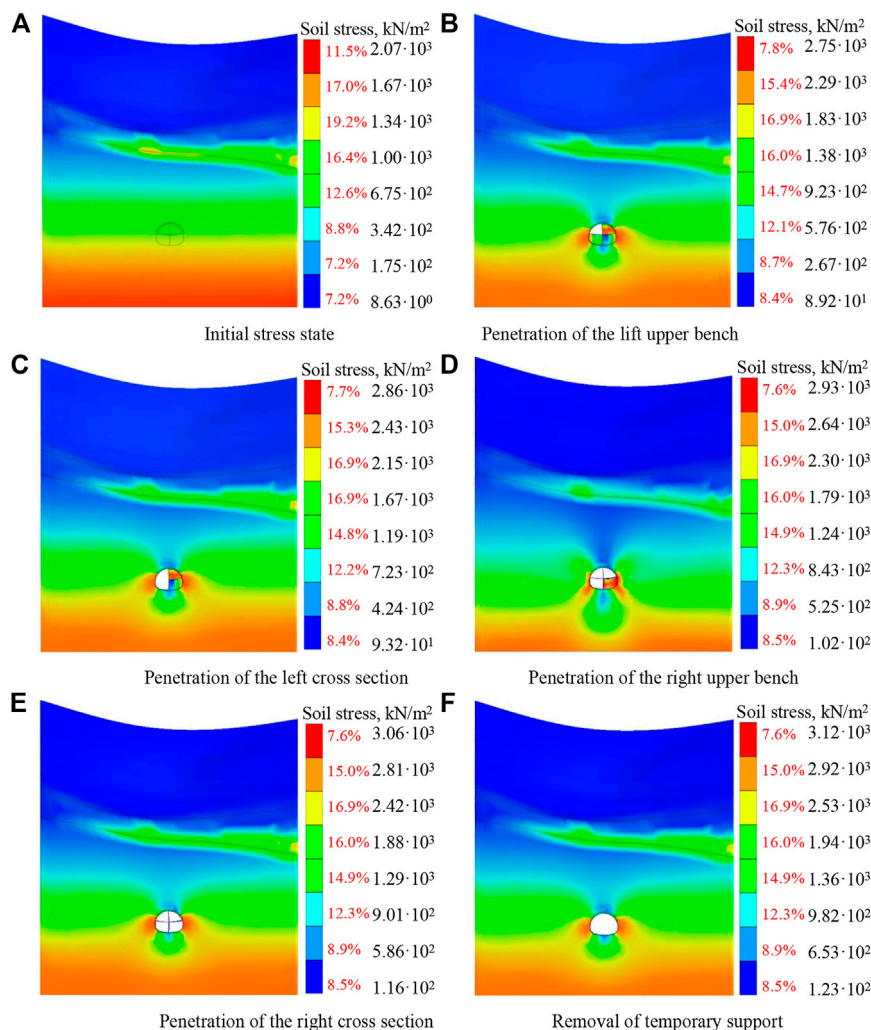 A
Soil stress, kN/m²
11.5% 2.07·10³
17.0% 1.67·10³
19.2% 1.34·10³
16.4% 1.00·10³
12.6% 6.75·10²
8.8% 3.42·10²
7.2% 1.75·10²
7.2% 8.63·10⁰
Initial stress state
B
Soil stress, kN/m²
7.8% 2.75·10³
15.4% 2.29·10³
16.9% 1.83·10³
16.0% 1.38·10³
14.7% 9.23·10²
12.1% 5.76·10²
8.7% 2.67·10²
8.4% 8.92·10¹
Penetration of the lift upper bench
C
Soil stress, kN/m²
7.7% 2.86·10³
15.3% 2.43·10³
16.9% 2.15·10³
16.9% 1.67·10³
14.8% 1.19·10³
12.2% 7.23·10²
8.8% 4.24·10²
8.4% 9.32·10¹
Penetration of the left cross section
D
Soil stress, kN/m²
7.6% 2.93·10³
15.0% 2.64·10³
16.9% 2.30·10³
16.0% 1.79·10³
14.9% 1.24·10³
12.3% 8.43·10²
8.9% 5.25·10²
8.5% 1.02·10²
Penetration of the right upper bench
E
Soil stress, kN/m²
7.6% 3.06·10³
15.0% 2.81·10³
16.9% 2.42·10³
16.0% 1.88·10³
14.9% 1.29·10³
12.3% 9.01·10²
8.9% 5.86·10²
8.5% 1.16·10²
Penetration of the right cross section
F
Soil stress, kN/m²
7.6% 3.12·10³
15.0% 2.92·10³
16.9% 2.53·10³
16.0% 1.94·10³
14.9% 1.36·10³
12.3% 9.82·10²
8.9% 6.53·10²
8.5% 1.23·10²
Removal of temporary support